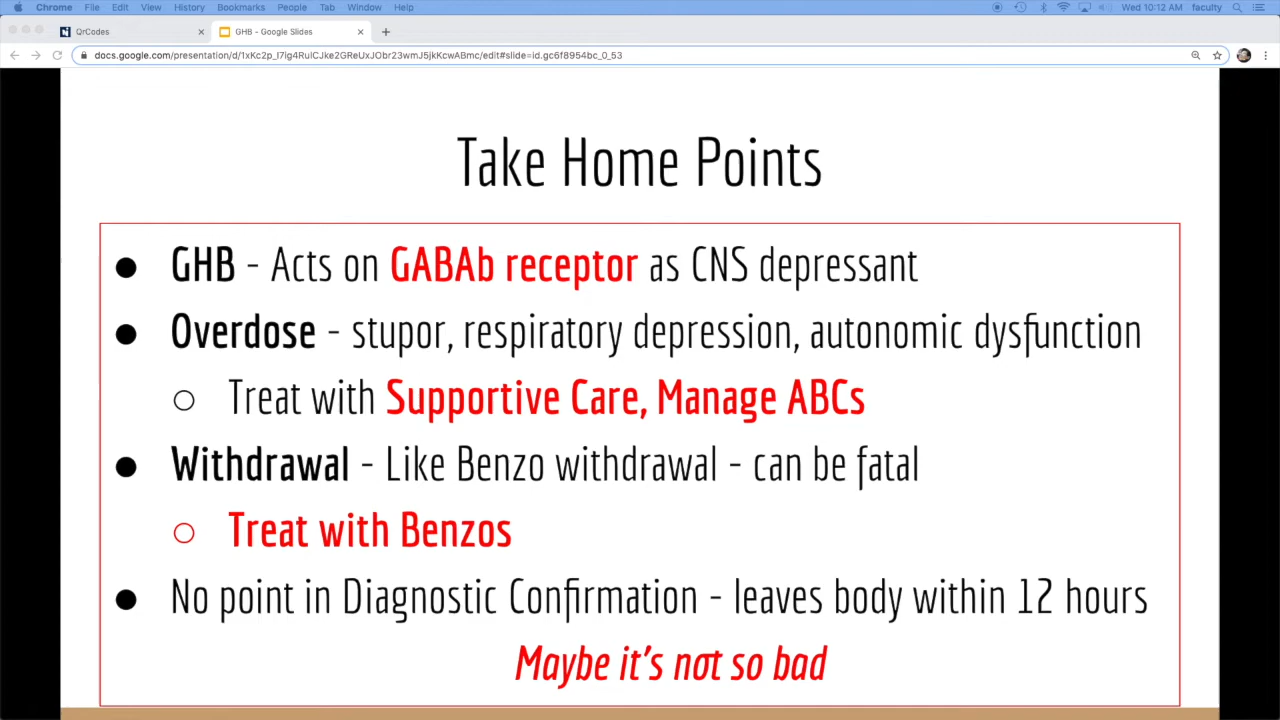 Chrome File Edit View History Bookmarks People Tab Window Help Wed 10:12 AM faculty
QrCodes × GHB - Google Slides × +
docs.google.com/presentation/d/1xKc2p_I7ig4RulCJke2GReUxJObr23wmJ5jkKcwABmc/edit#slide=id.gc6f8954bc_0_53
Take Home Points
● GHB - Acts on GABAb receptor as CNS depressant
● Overdose - stupor, respiratory depression, autonomic dysfunction
○ Treat with Supportive Care, Manage ABCs
● Withdrawal - Like Benzo withdrawal - can be fatal
○ Treat with Benzos
● No point in Diagnostic Confirmation - leaves body within 12 hours
Maybe it's not so bad